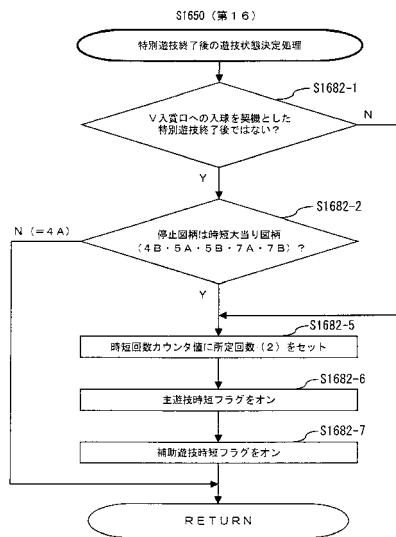 S1650（第１６）
特別遊技終了後の遊技状態決定処理
S1682-1
Ｖ入賞口への入球を契機とした
特別遊技終了後ではない？
N
Y
S1682-2
N（＝４Ａ）
停止図柄は時短大当り図柄
（４Ｂ・５Ａ・５Ｂ・７Ａ・７Ｂ）？
Y
S1682-5
時短回数カウンタ値に所定回数（２）をセット
S1682-6
主遊技時短フラグをオン
S1682-7
補助遊技時短フラグをオン
ＲＥＴＵＲＮ